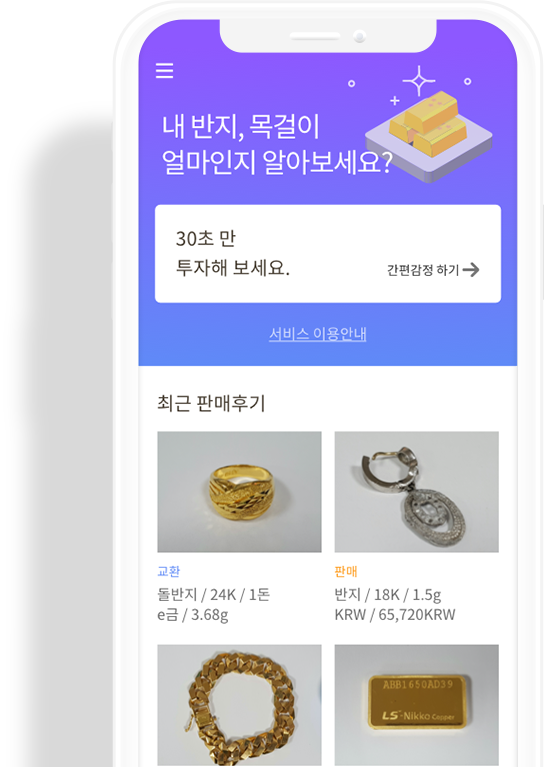 내 반지, 목걸이
얼마인지 알아보세요?
30초 만
투자해 보세요.
간편감정 하기
서비스 이용안내
최근 판매후기
교환
돌반지 / 24K / 1돈
e금 / 3.68g
판매
반지 / 18K / 1.5g
KRW / 65,720KRW
ABB1650AD39
LS-Nikko Copper